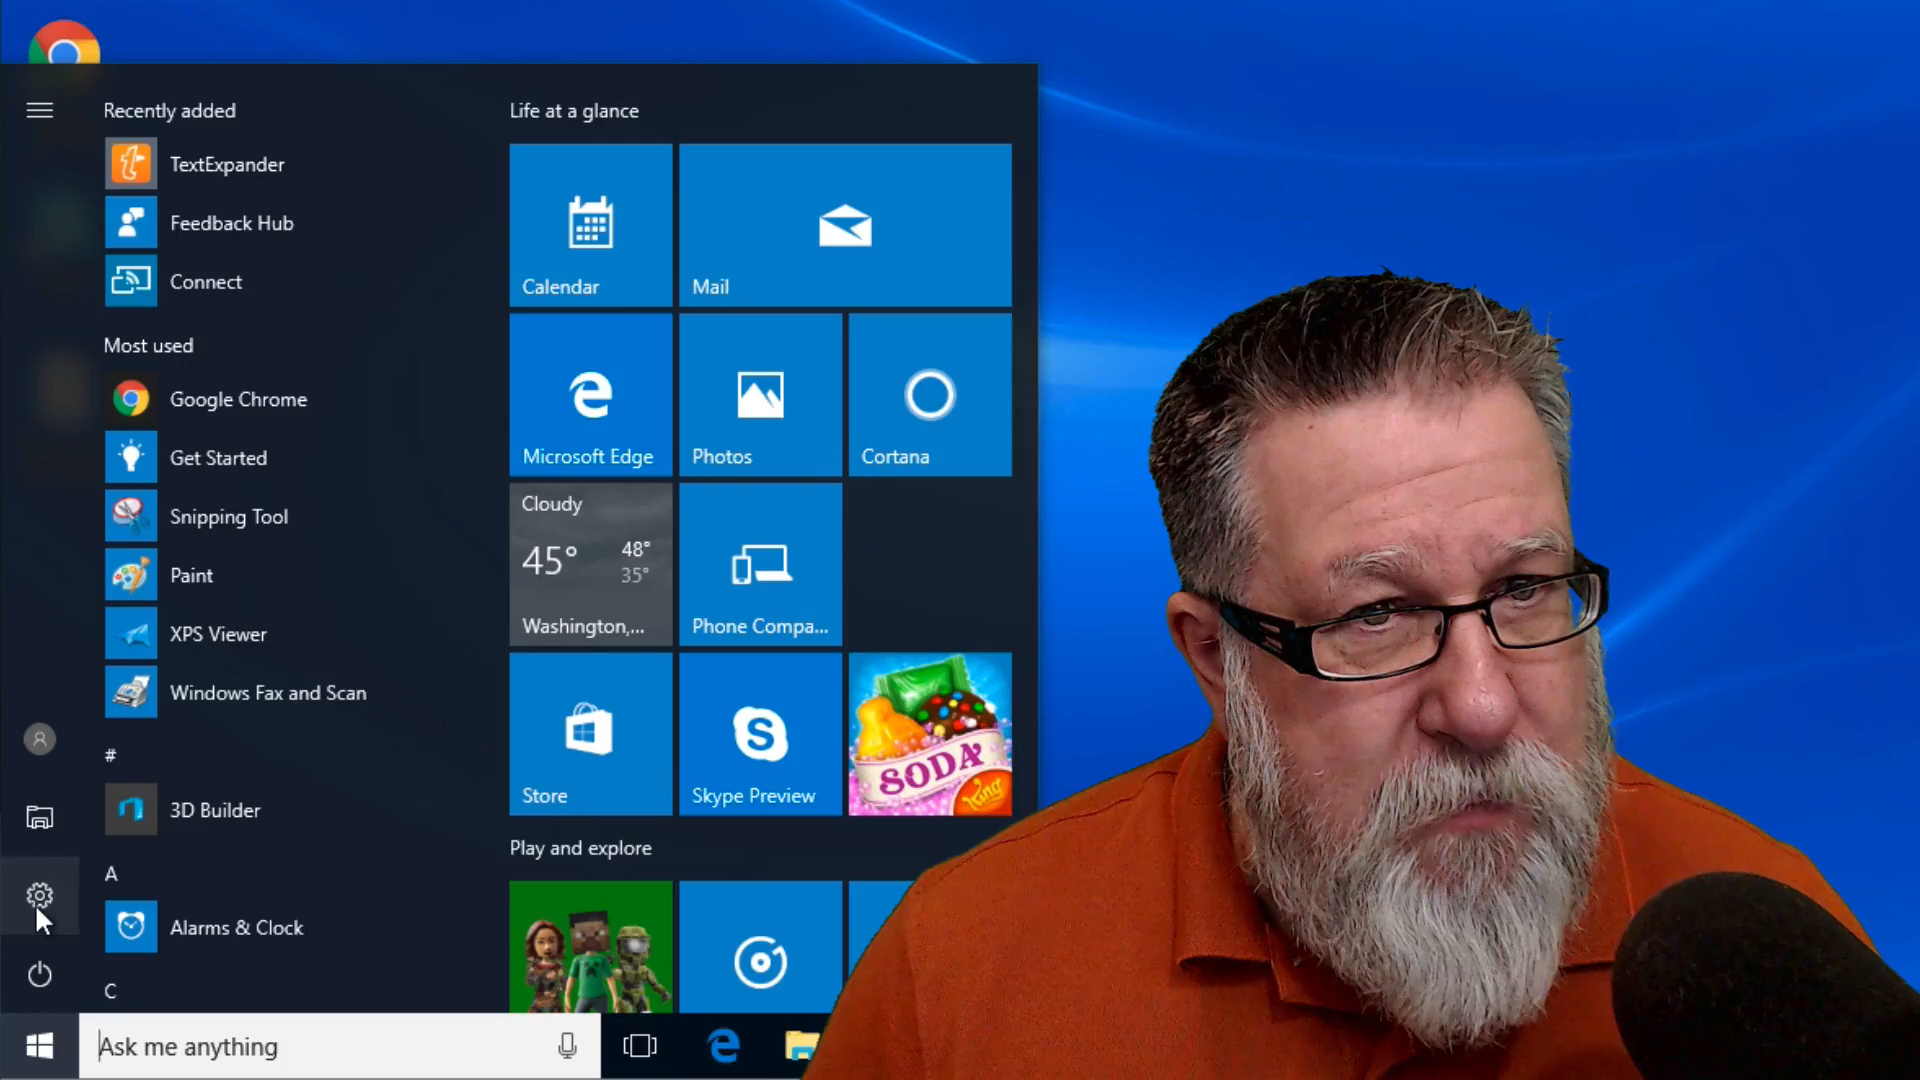 Recently added
TextExpander
Feedback Hub
Connect
Most used
Google Chrome
Get Started
Snipping Tool
Paint
XPS Viewer
Windows Fax and Scan
#
3D Builder
A
Alarms & Clock
C
Ask me anything
Life at a glance
Calendar
Mail
Microsoft Edge
Photos
Cortana
Cloudy
45°
48°
35°
Washington,...
Phone Compa...
Store
Skype Preview
SODA
King
Play and explore